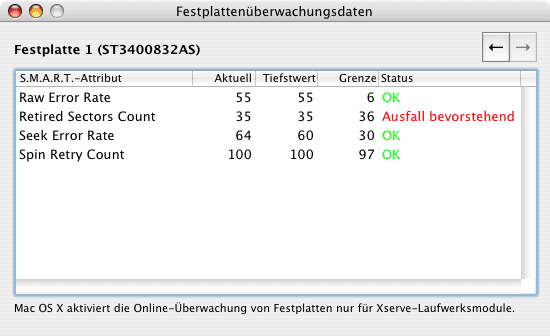 Festplattenüberwachungsdaten
Festplatte 1 (ST3400832AS)
S.M.A.R.T.-Attribut Aktuell Tiefstwert Grenze Status
Raw Error Rate 55 55 6 OK
Retired Sectors Count 35 35 36 Ausfall bevorstehend
Seek Error Rate 64 60 30 OK
Spin Retry Count 100 100 97 OK
Mac OS X aktiviert die Online-Überwachung von Festplatten nur für Xserve-Laufwerksmodule.